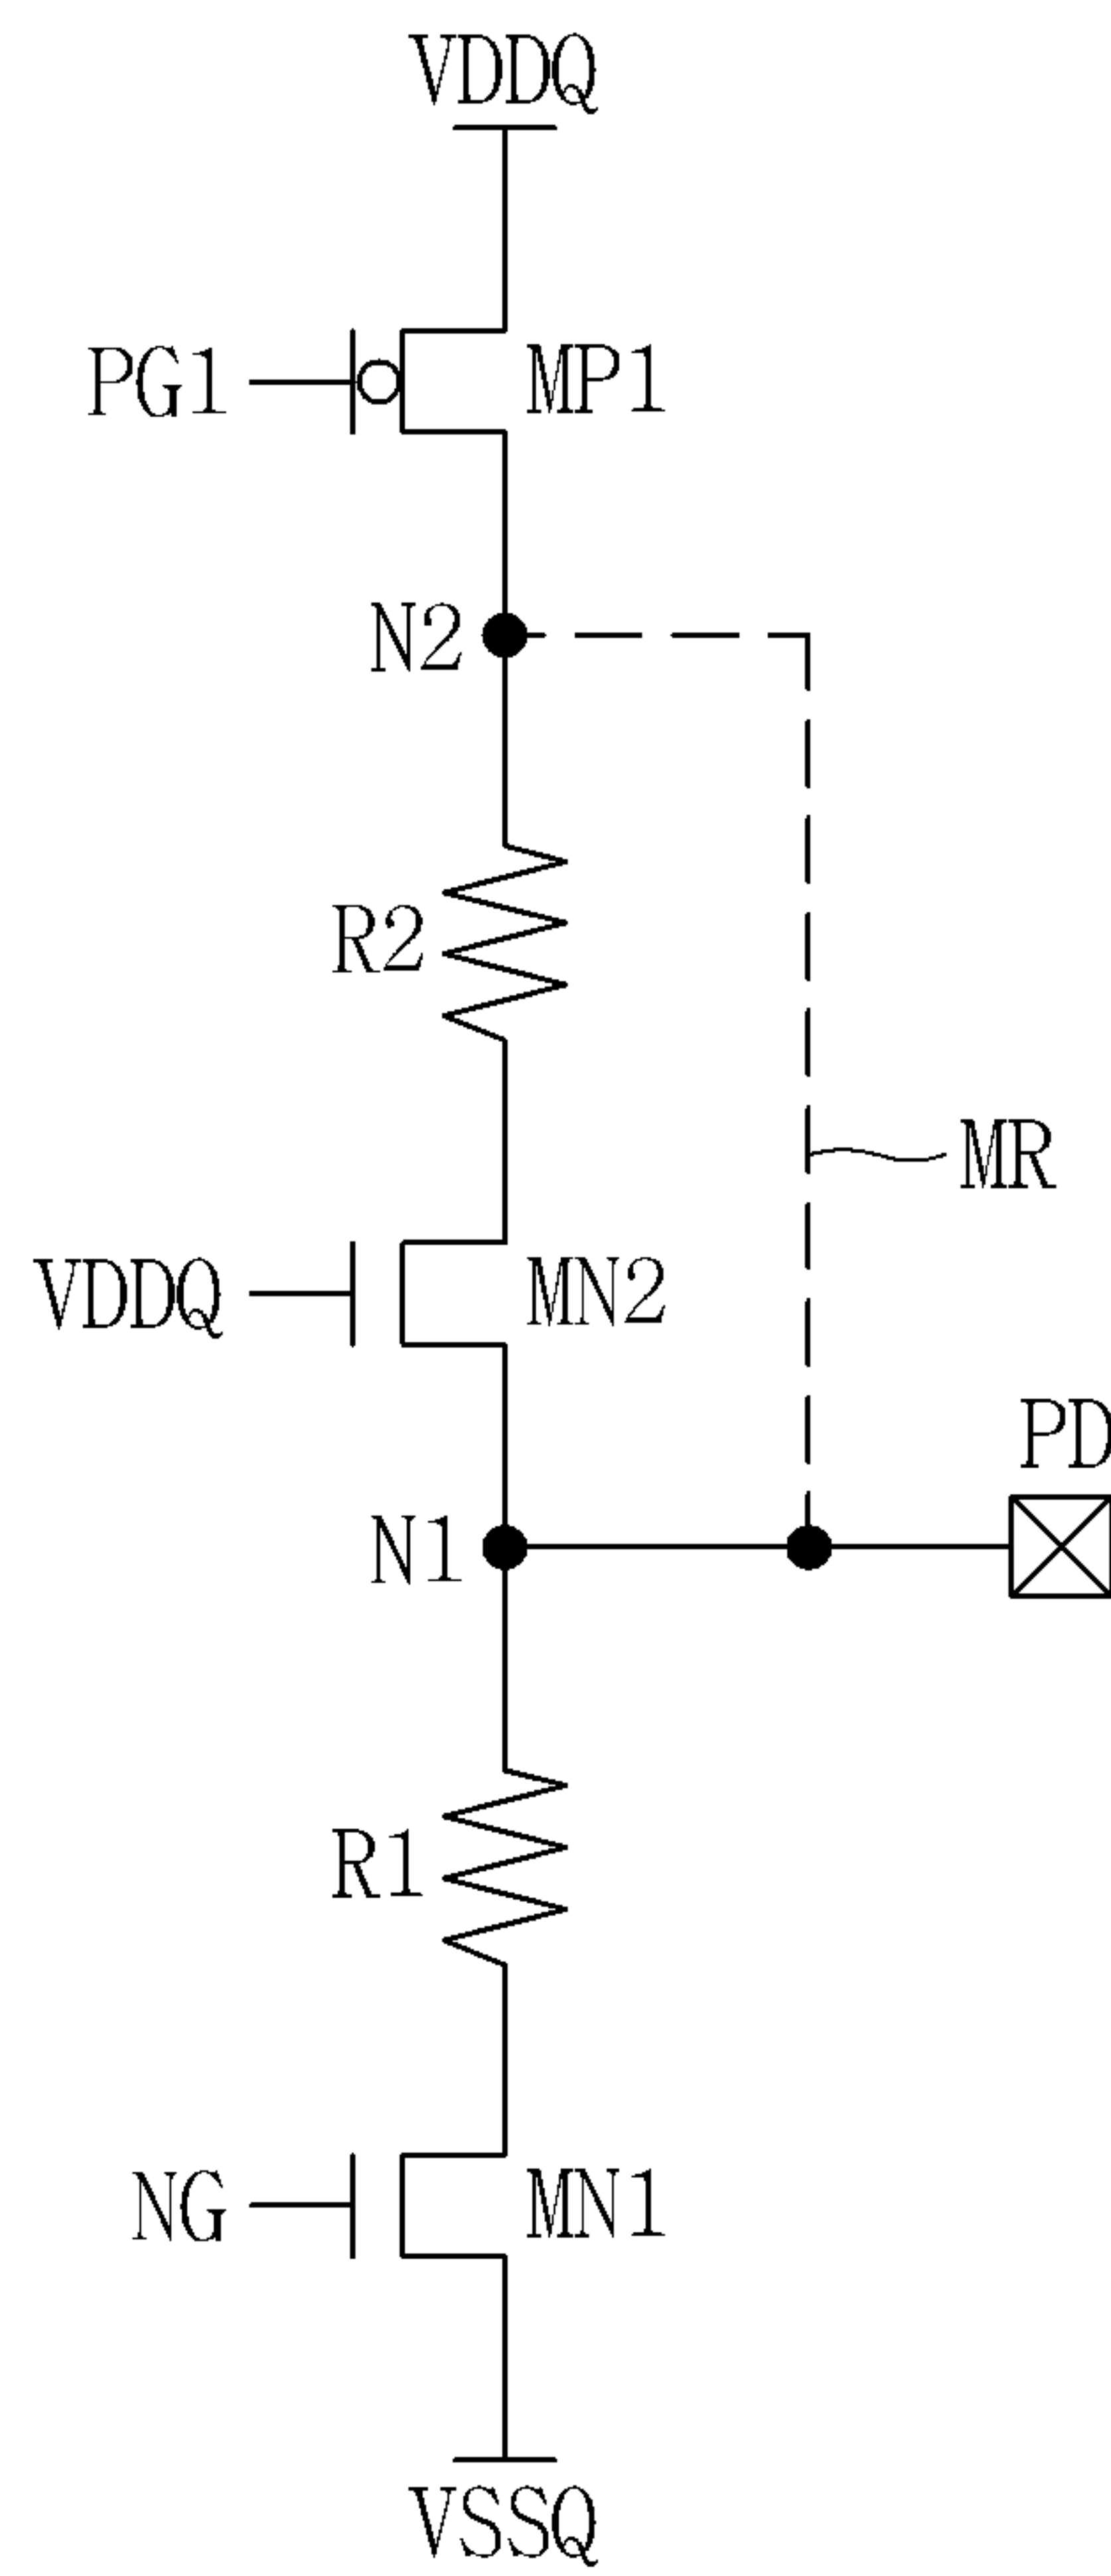 VDDQ
PG1
MP1
N2
R2
MR
VDDQ
MN2
PD
N1
R1
NG
MN1
VSSQ